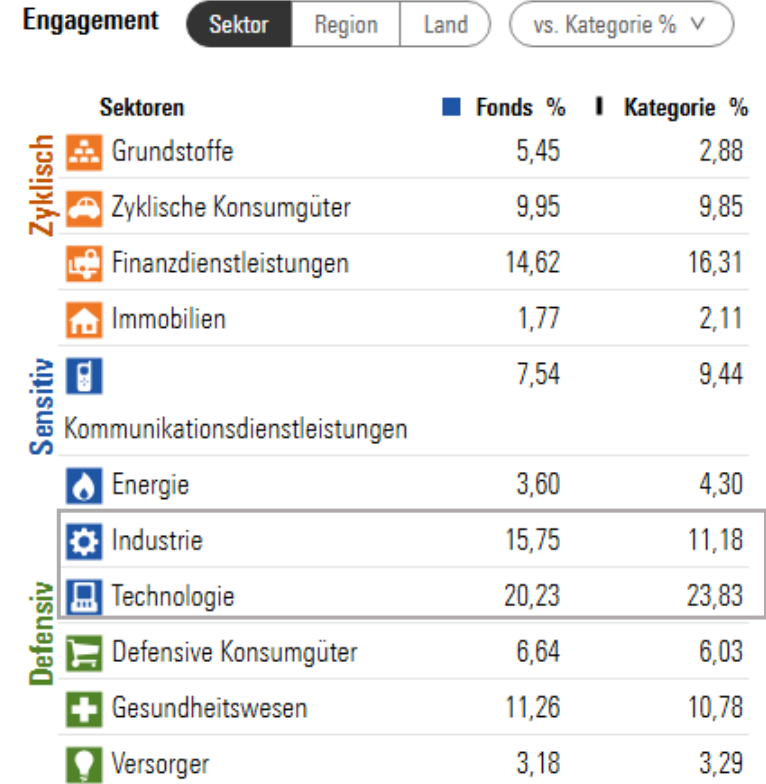 Engagement Sektor Region Land vs. Kategorie %
Sektoren Fonds % Kategorie %
Zyklisch
Grundstoffe 5,45 2,88
Zyklische Konsumgüter 9,95 9,85
Finanzdienstleistungen 14,62 16,31
Immobilien 1,77 2,11
Sensitiv
7,54 9,44
Kommunikationsdienstleistungen
Energie 3,60 4,30
Industrie 15,75 11,18
Technologie 20,23 23,83
Defensiv
Defensive Konsumgüter 6,64 6,03
Gesundheitswesen 11,26 10,78
Versorger 3,18 3,29